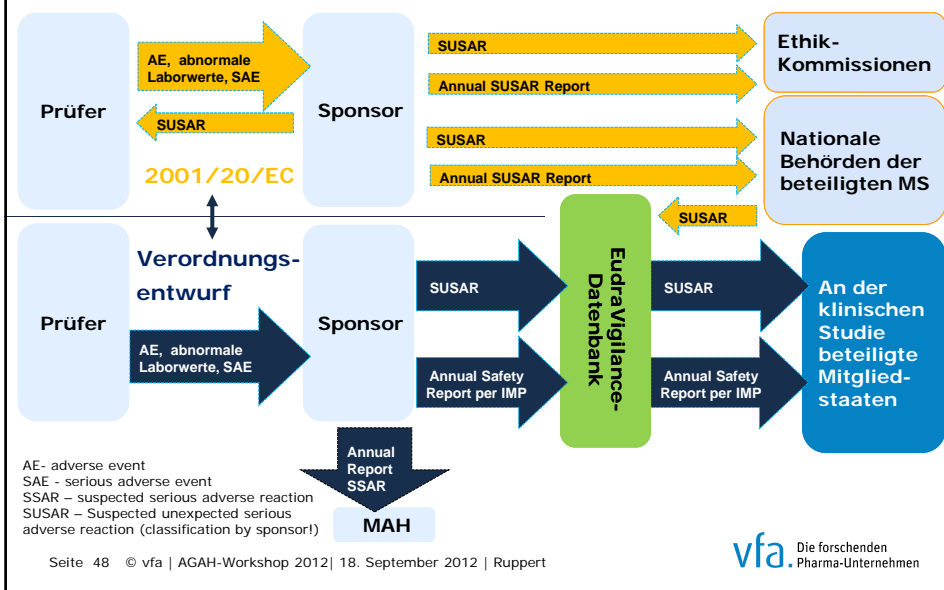 Prüfer
AE, abnormale
Laborwerte, SAE
SUSAR
Sponsor
SUSAR
Annual SUSAR Report
SUSAR
Annual SUSAR Report
Ethik-
Kommissionen
Nationale
Behörden der
beteiligten MS
SUSAR
2001/20/EC
Verordnungs-
entwurf
Prüfer
AE, abnormale
Laborwerte, SAE
Sponsor
SUSAR
Annual Safety
Report per IMP
EudraVigilance-
Datenbank
SUSAR
Annual Safety
Report per IMP
An der
klinischen
Studie
beteiligte
Mitglied-
staaten
Annual
Report
SSAR
MAH
AE- adverse event
SAE - serious adverse event
SSAR – suspected serious adverse reaction
SUSAR – Suspected unexpected serious
adverse reaction (classification by sponsor!)
Seite 48 © vfa | AGAH-Workshop 2012| 18. September 2012 | Ruppert
vfa. Die forschenden
Pharma-Unternehmen